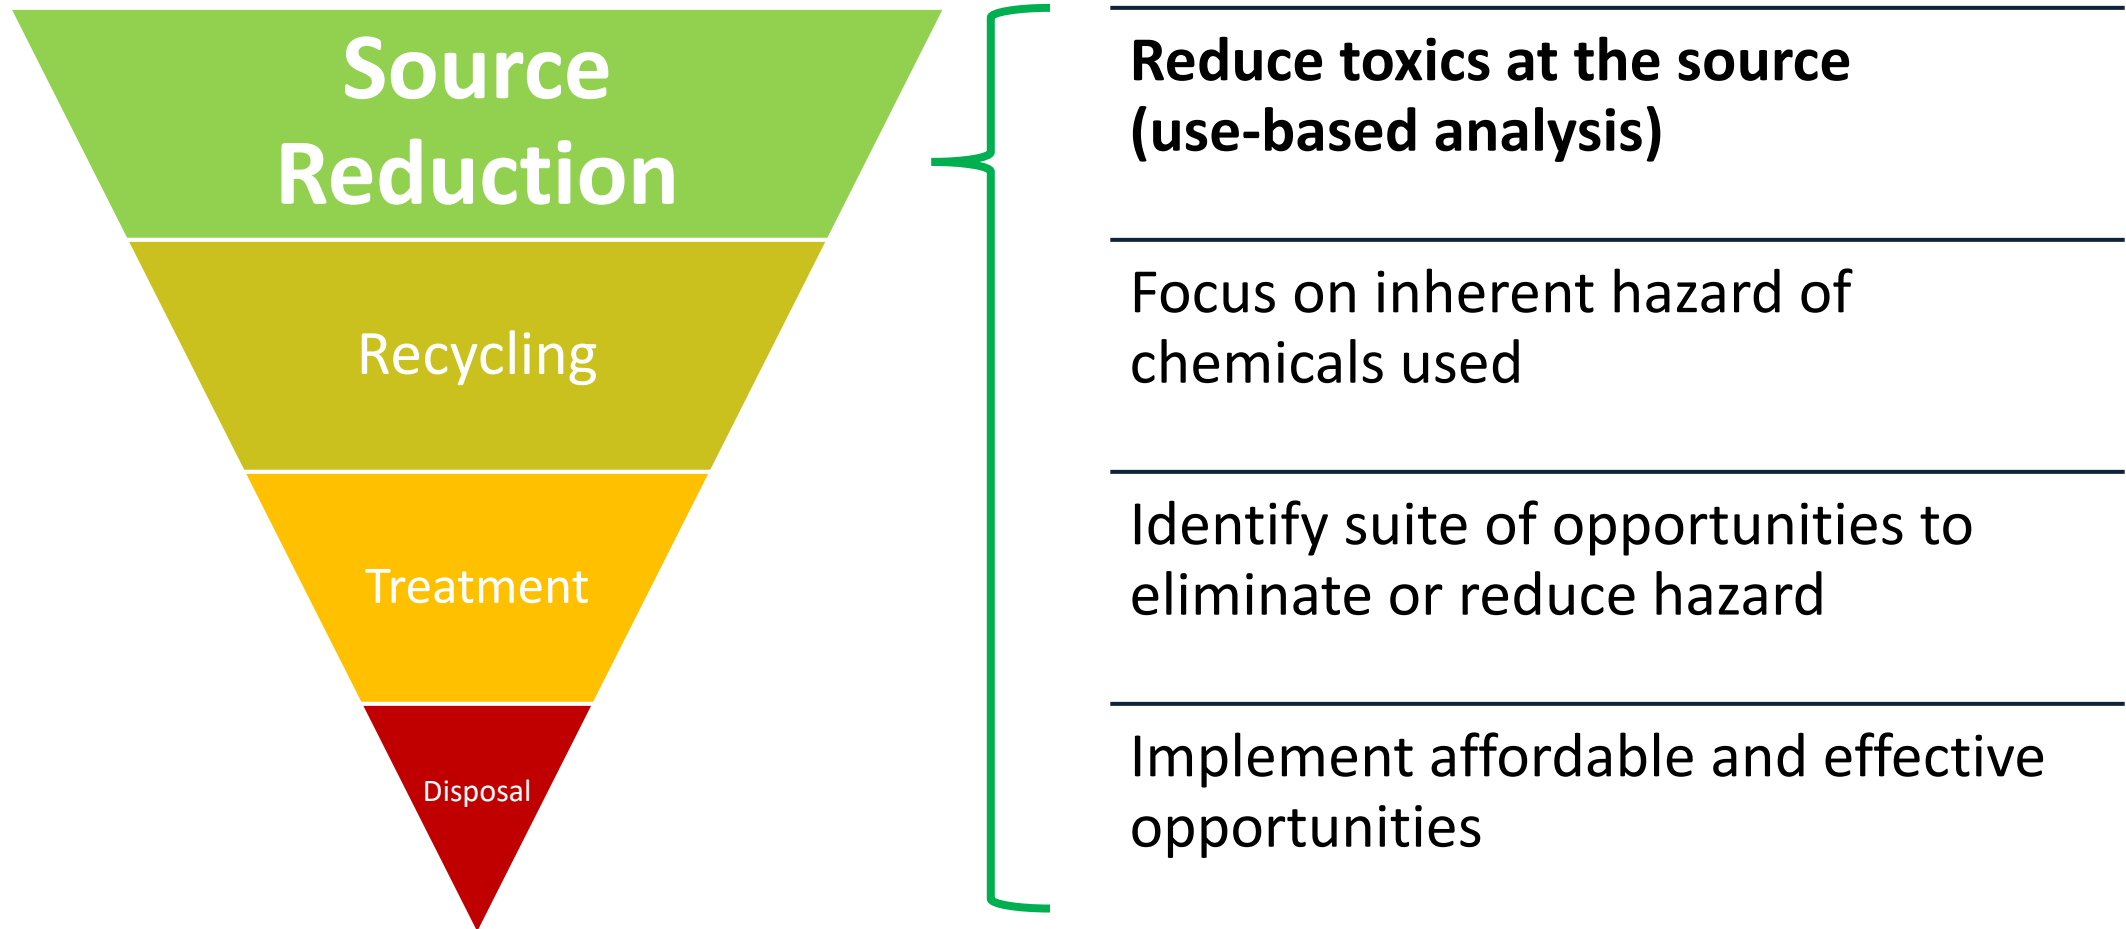 Source
Reduction
Recycling
Treatment
Disposal
Reduce toxics at the source
(use-based analysis)
Focus on inherent hazard of
chemicals used
Identify suite of opportunities to
eliminate or reduce hazard
Implement affordable and effective
opportunities